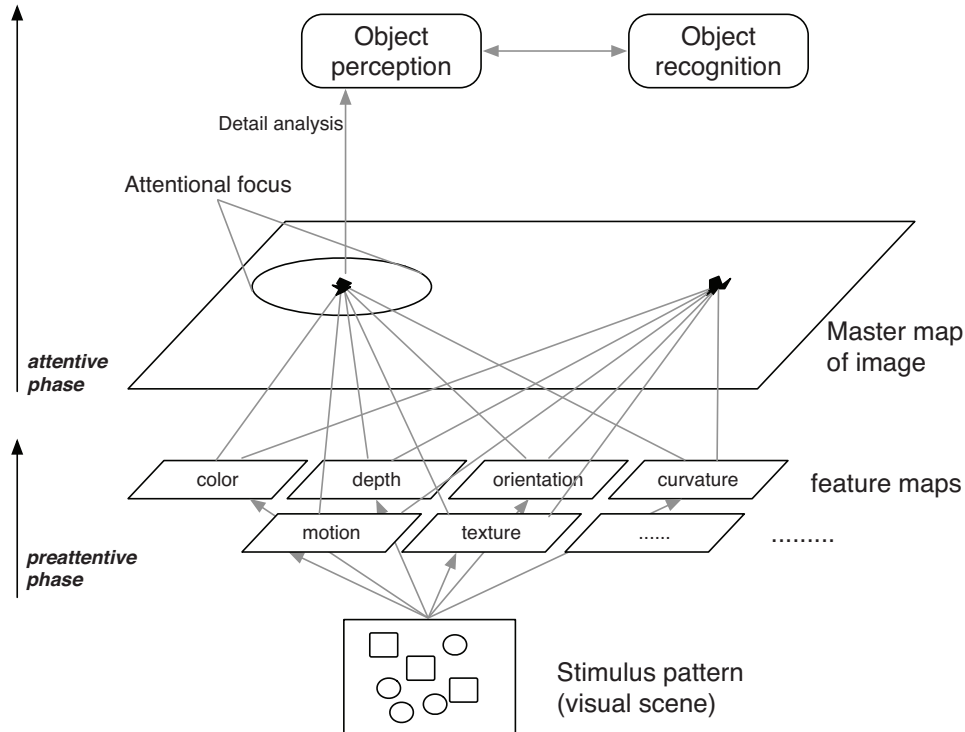 Object
perception
Object
recognition
Detail analysis
Attentional focus
Master map
of image
attentive
phase
color
depth
orientation
curvature
feature maps
motion
texture
......
.........
preattentive
phase
Stimulus pattern
(visual scene)